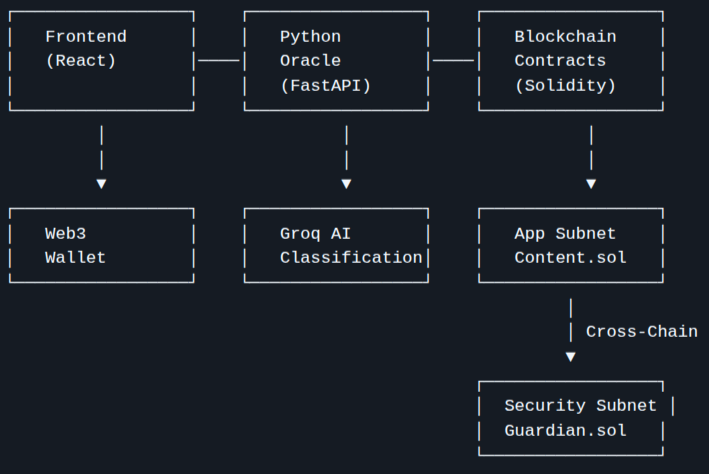 Frontend
(React)
Python
Oracle
(FastAPI)
Blockchain
Contracts
(Solidity)
Web3
Wallet
Groq AI
Classification
App Subnet
Content.sol
Cross-Chain
Security Subnet
Guardian.sol